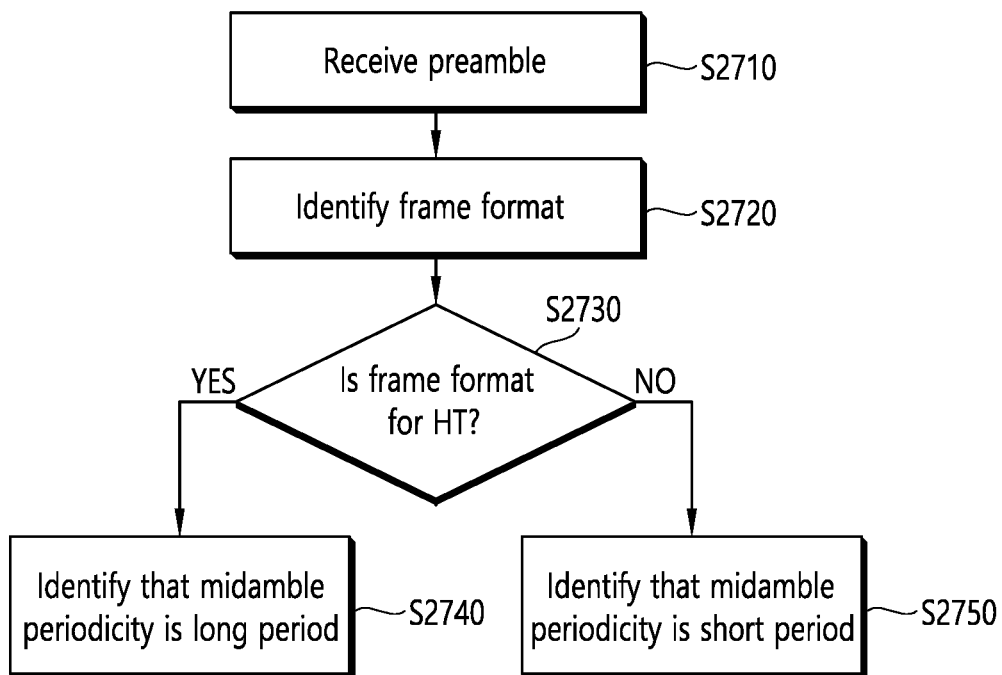 Receive preamble
S2710
Identify frame format
S2720
S2730
YES
Is frame format
for HT?
NO
Identify that midamble
periodicity is long period
S2740
Identify that midamble
periodicity is short period
S2750